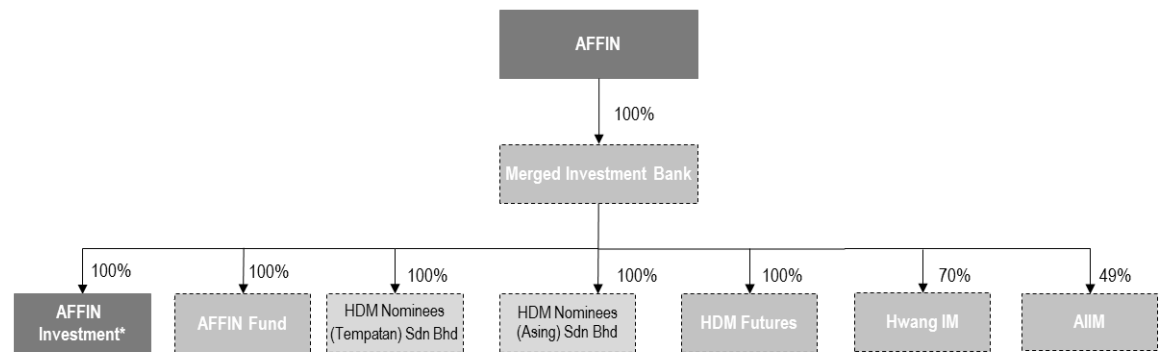 AFFIN
100%
Merged Investment Bank
100%
100%
100%
100%
100%
70%
49%
AFFIN
Investment*
AFFIN Fund
HDM Nominees
(Tempatan) Sdn Bhd
HDM Nominees
(Asing) Sdn Bhd
HDM Futures
Hwang IM
AIIM